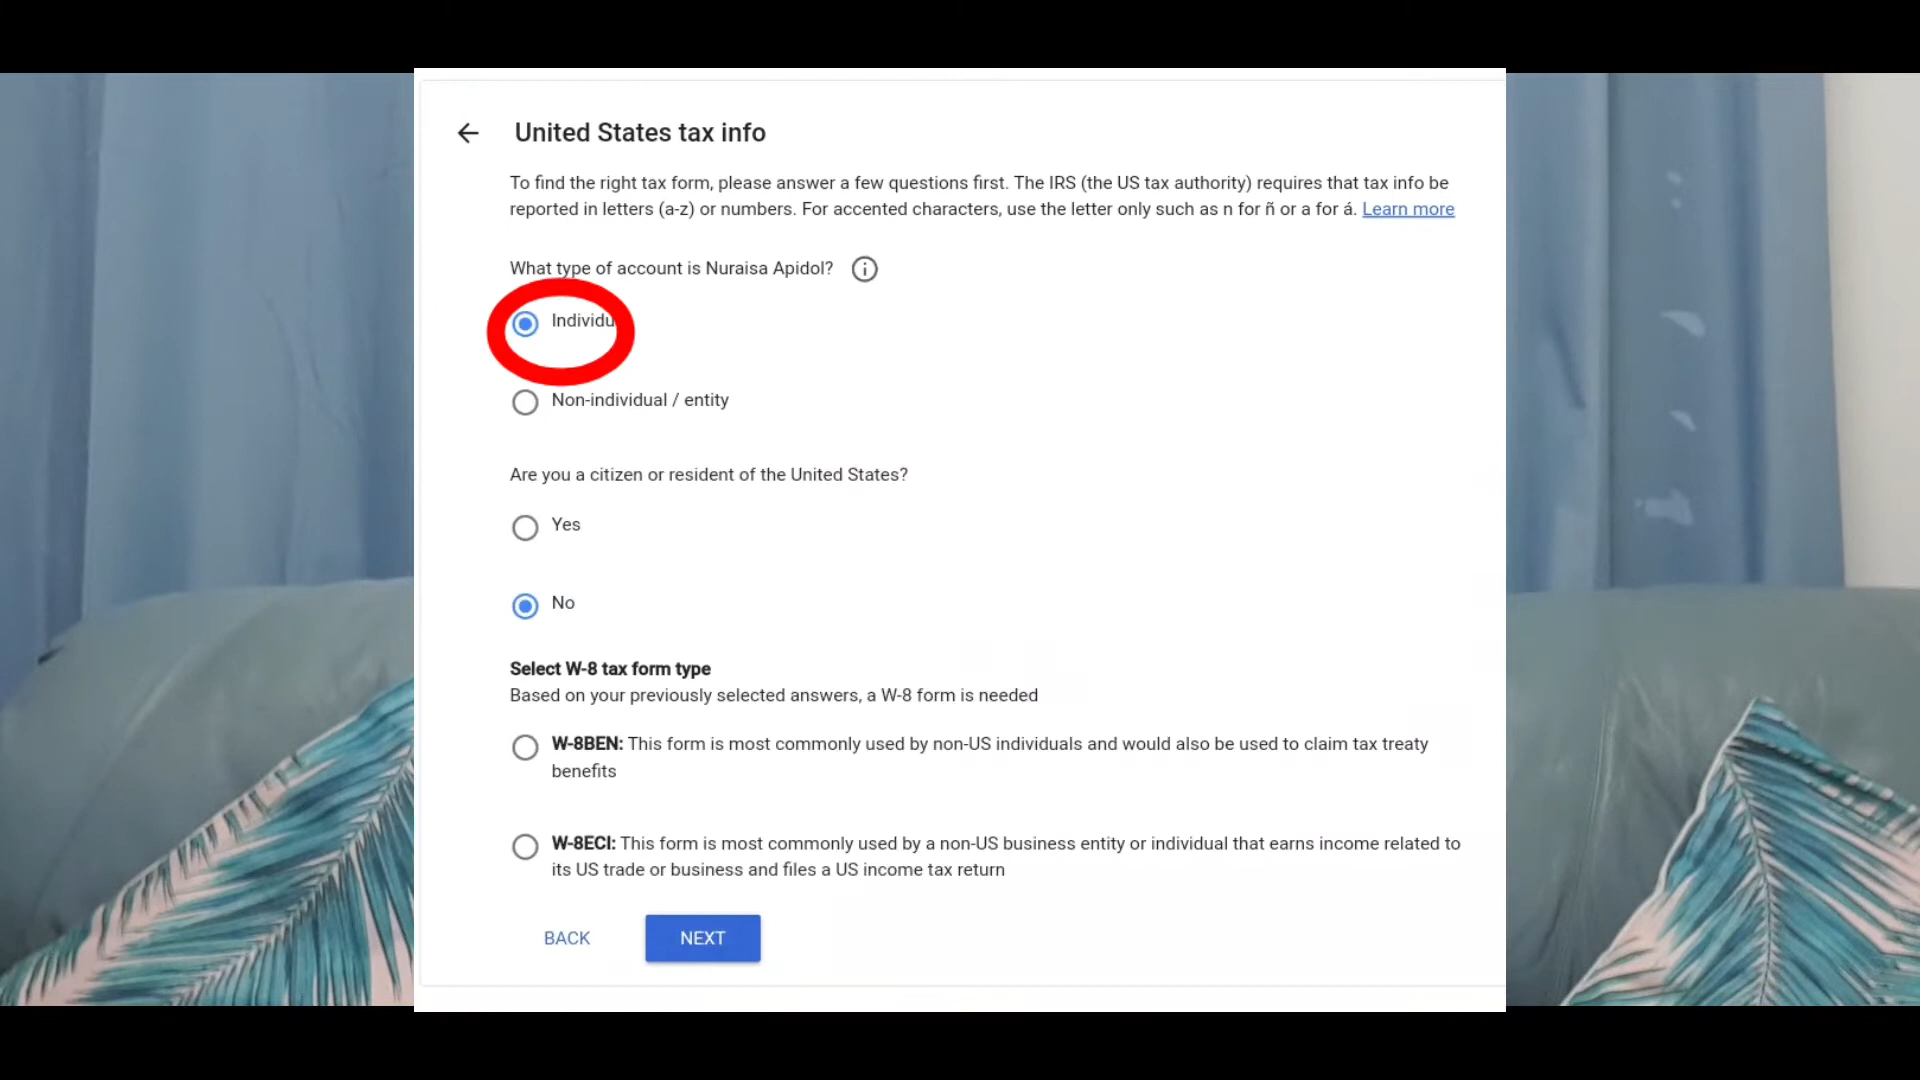 United States tax info
To find the right tax form, please answer a few questions first. The IRS (the US tax authority) requires that tax info be
reported in letters (a-z) or numbers. For accented characters, use the letter only such as n for ñ or a for á. Learn more
What type of account is Nuraisa Apidol?
Individu
Non-individual / entity
Are you a citizen or resident of the United States?
Yes
No
Select W-8 tax form type
Based on your previously selected answers, a W-8 form is needed
W-8BEN: This form is most commonly used by non-US individuals and would also be used to claim tax treaty
benefits
W-8ECI: This form is most commonly used by a non-US business entity or individual that earns income related to
its US trade or business and files a US income tax return
BACK NEXT